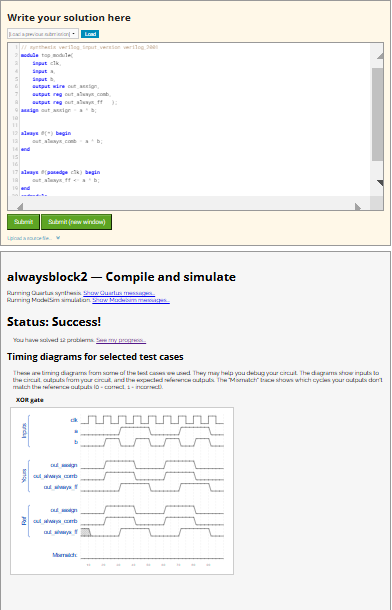 Write your solution here
[Load a previous submission]
Load
1 // synthesis verilog_input_version verilog_2001
2 module top_module(
3 input clk,
4 input a,
5 input b,
6 output wire out_assign,
7 output reg out_always_comb,
8 output reg out_always_ff );
9 assign out_assign = a ^ b;
10
11
12 always @(*) begin
13 out_always_comb = a ^ b;
14 end
15
16
17 always @(posedge clk) begin
18 out_always_ff <= a ^ b;
19 end
Submit Submit (new window)
Upload a source file...
alwaysblock2 — Compile and simulate
Running Quartus synthesis. Show Quartus messages...
Running ModelSim simulation. Show Modelsim messages...
Status: Success!
You have solved 12 problems. See my progress...
Timing diagrams for selected test cases
These are timing diagrams from some of the test cases we used. They may help you debug your circuit. The diagrams show inputs to
the circuit, outputs from your circuit, and the expected reference outputs. The "Mismatch" trace shows which cycles your outputs don't
match the reference outputs (0 = correct, 1 = incorrect).
XOR gate
Inputs
clk
a
b
Yours
out_assign
out_always_comb
out_always_ff
Ref
out_assign
out_always_comb
out_always_ff
Mismatch